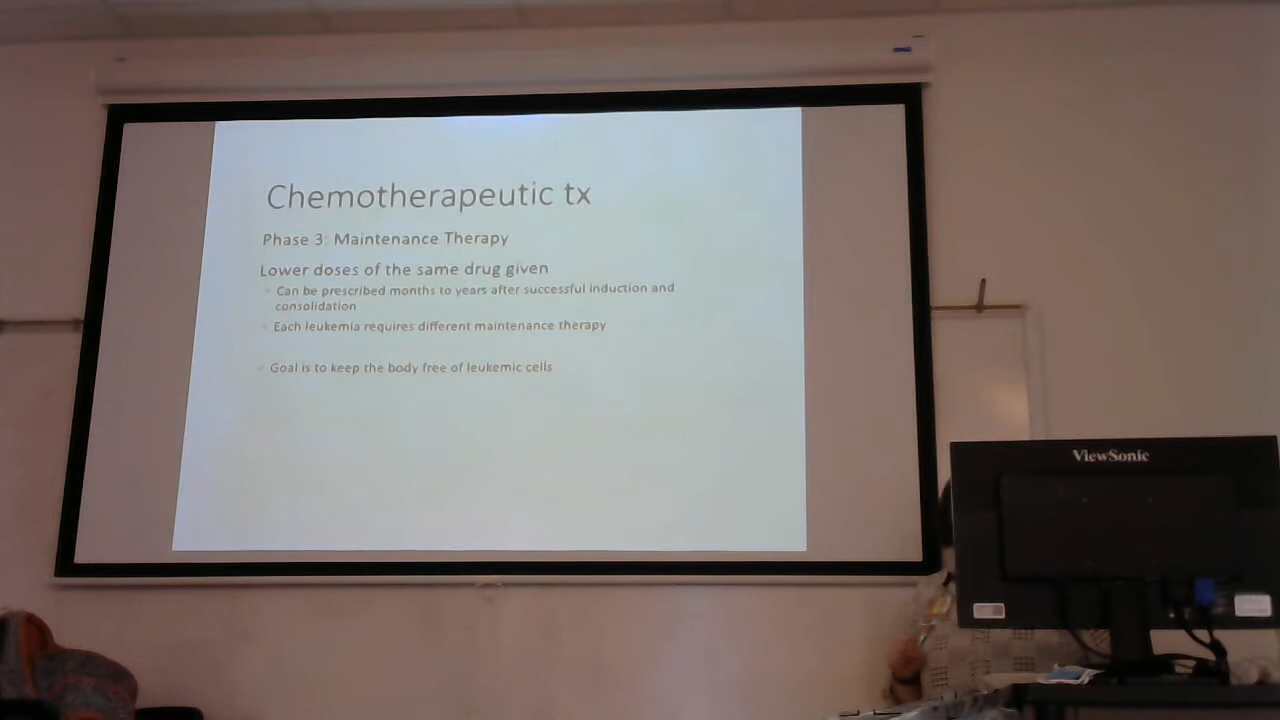 Chemotherapeutic tx
Phase 3: Maintenance Therapy
Lower doses of the same drug given
Can be prescribed months to years after successful induction and
consolidation
Each leukemia requires different maintenance therapy
Goal is to keep the body free of leukemic cells
ViewSonic